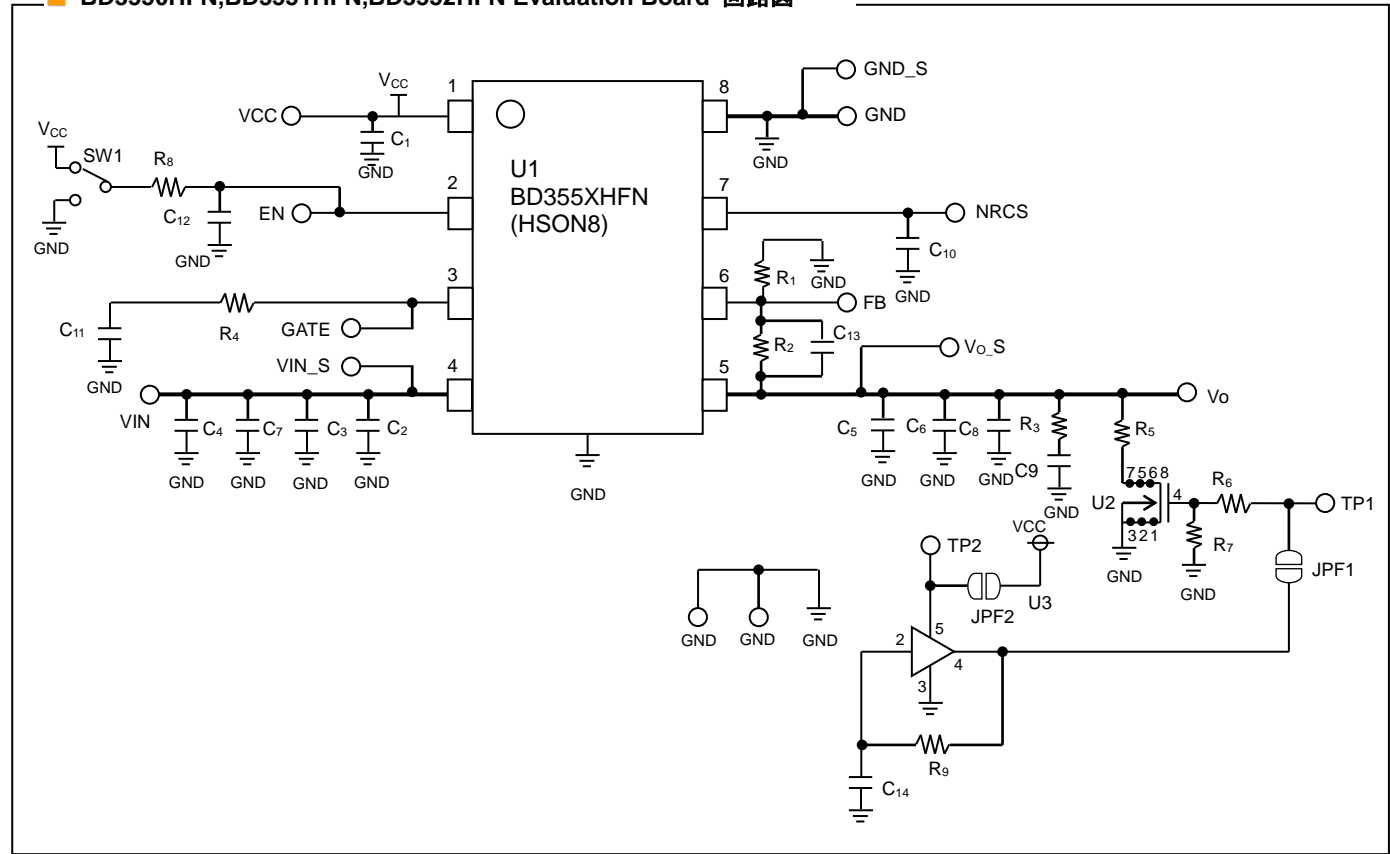 BD3550HFN,BD3551HFN,BD3552HFN Evaluation Board 回路図
VCC
VCC
1
C1
GND
VCC
SW1
R8
GND
C12
GND
EN
2
3
C11
GND
R4
GATE
VIN_S
4
VIN
C4
C7
C3
C2
GND
GND
GND
GND
U1
BD355XHFN
(HSON8)
GND
8
GND_S
GND
GND
7
NRCS
C10
GND
R1
GND
6
FB
R2
C13
5
VO_S
Vo
C5
C6
C8
R3
C9
GND
GND
GND
GND
R5
7568
U2
4
321
GND
R6
R7
GND
TP1
JPF1
TP2
VCC
JPF2
U3
2
5
4
3
R9
C14
GND
GND
GND